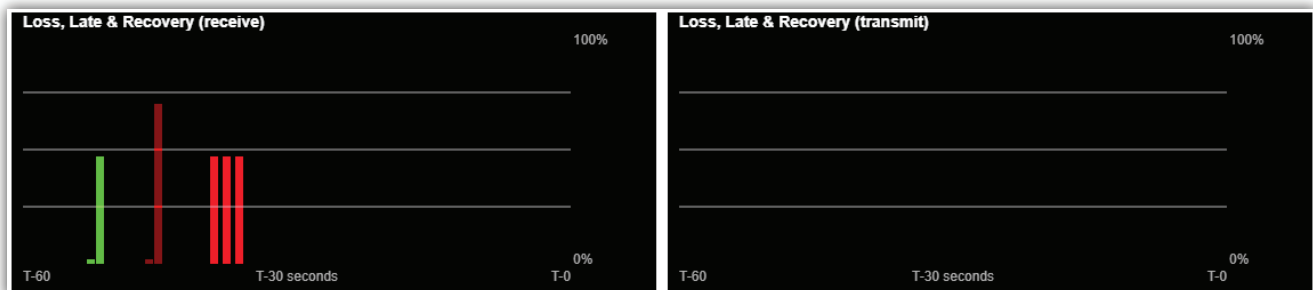 Loss, Late & Recovery (receive)
100%
0%
T-60
T-30 seconds
T-0
Loss, Late & Recovery (transmit)
100%
0%
T-60
T-30 seconds
T-0